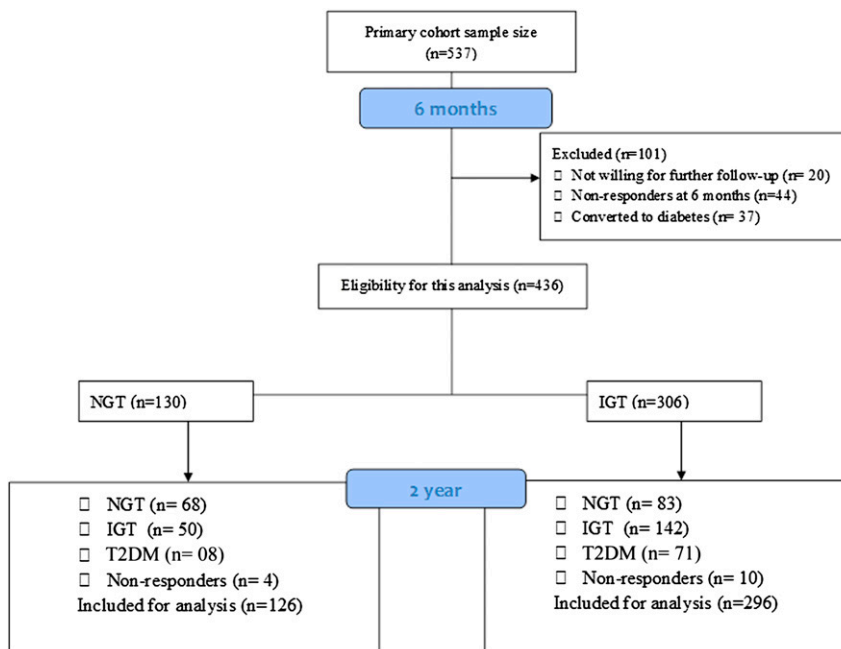 Primary cohort sample size
(n=537)
6 months
Excluded (n=101)
▯ Not willing for further follow-up (n= 20)
▯ Non-responders at 6 months (n=44)
▯ Converted to diabetes (n= 37)
Eligibility for this analysis (n=436)
NGT (n=130)
IGT (n=306)
2 year
▯ NGT (n= 68)
▯ IGT (n= 50)
▯ T2DM (n= 08)
▯ Non-responders (n= 4)
Included for analysis (n=126)
▯ NGT (n= 83)
▯ IGT (n= 142)
▯ T2DM (n= 71)
▯ Non-responders (n= 10)
Included for analysis (n=296)